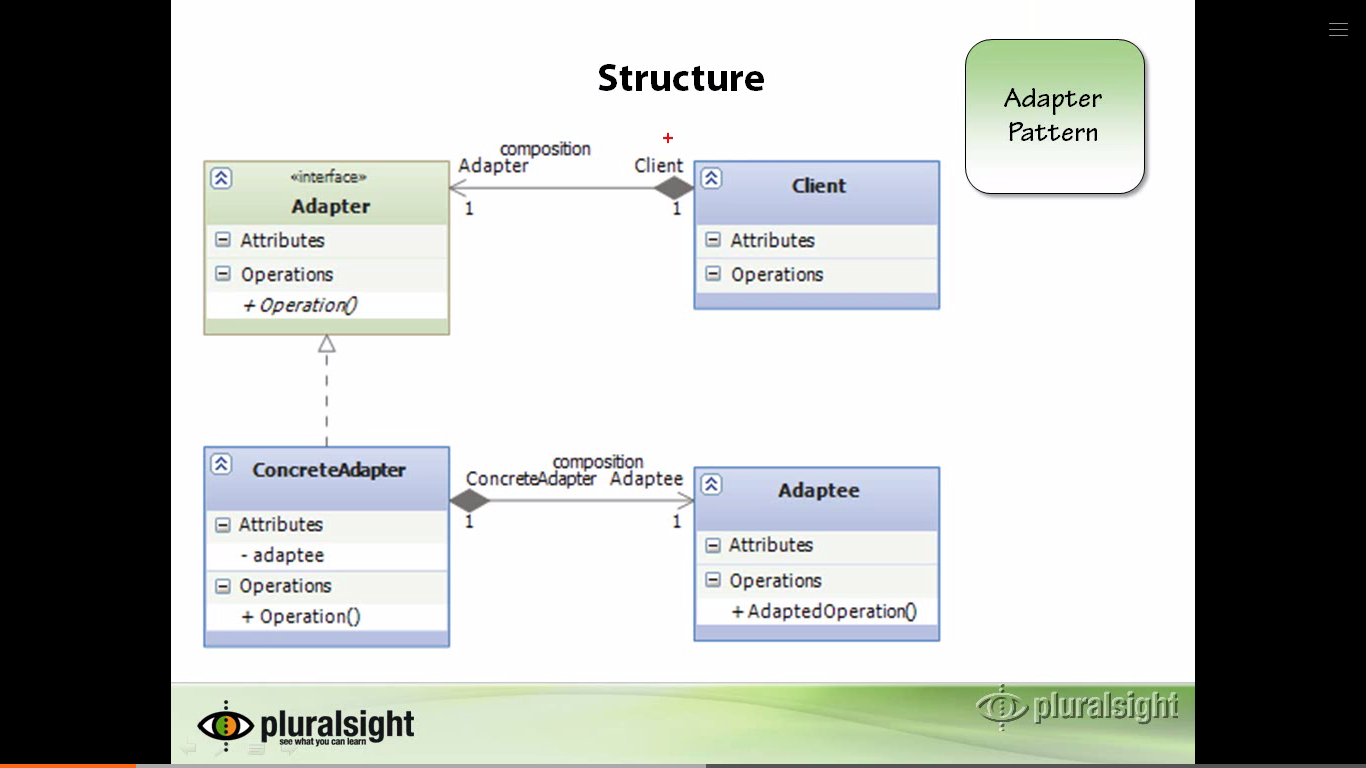 Structure
Adapter
Pattern
composition
Adapter
Client
1
1
«interface»
Adapter
Attributes
Operations
+ Operation()
Client
Attributes
Operations
ConcreteAdapter
Attributes
- adaptee
Operations
+ Operation()
composition
ConcreteAdapter
Adaptee
1
1
Adaptee
Attributes
Operations
+ AdaptedOperation()
pluralsight
see what you can learn
pluralsight